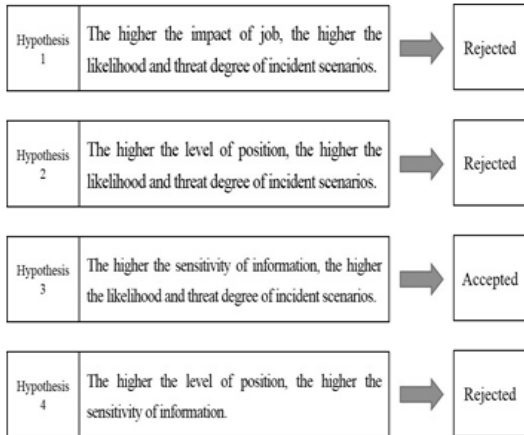 Hypothesis
1
The higher the impact of job, the higher the
likelihood and threat degree of incident scenarios.
Rejected
Hypothesis
2
The higher the level of position, the higher the
likelihood and threat degree of incident scenarios.
Rejected
Hypothesis
3
The higher the sensitivity of information, the higher
the likelihood and threat degree of incident scenarios.
Accepted
Hypothesis
4
The higher the level of position, the higher the
sensitivity of information.
Rejected